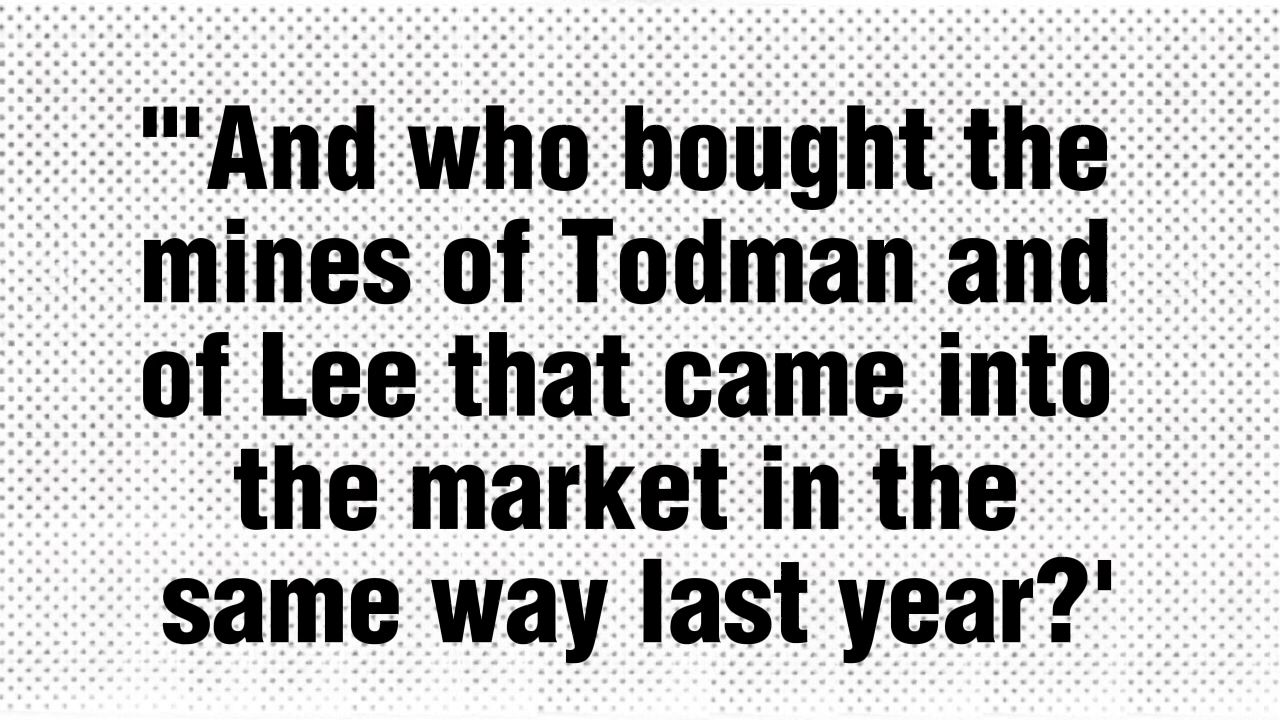 "'And who bought the
mines of Todman and
of Lee that came into
the market in the
same way last year?'